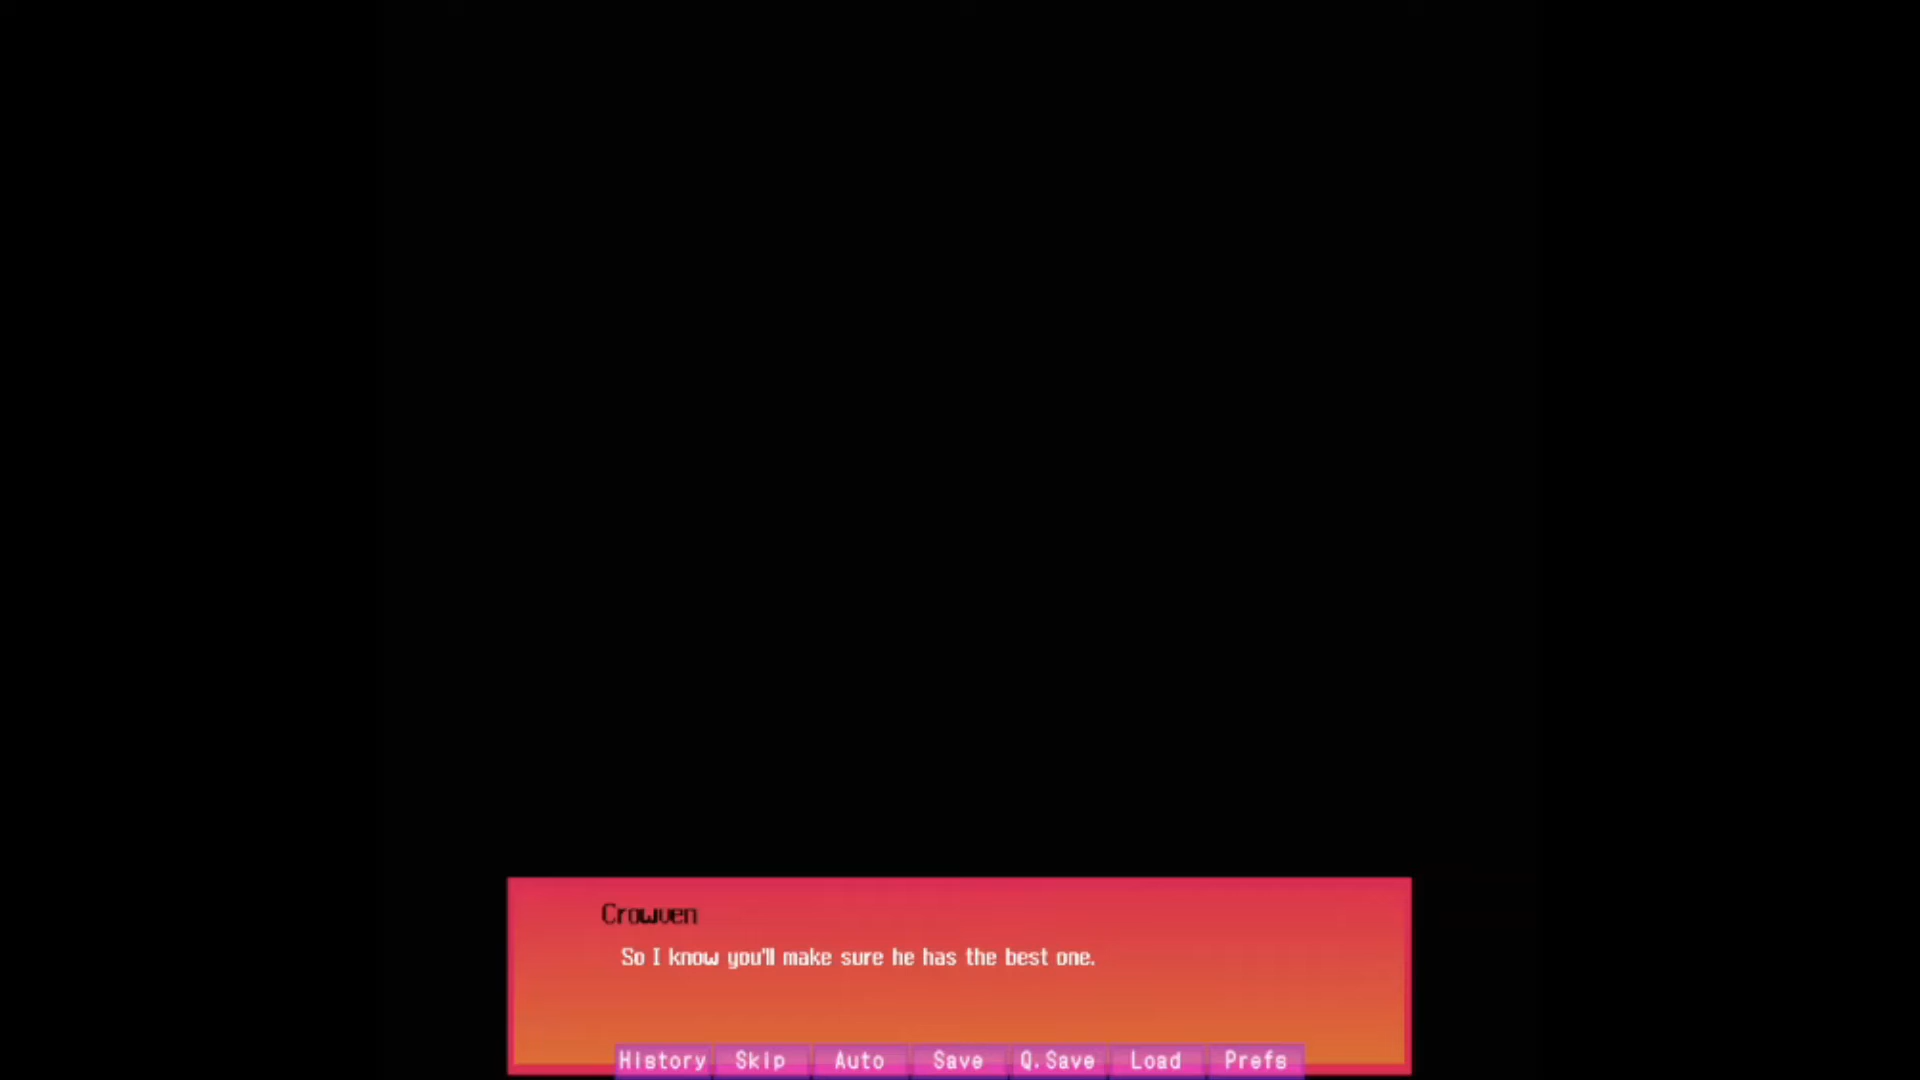 Crowven
So I know you'll make sure he has the best one.
History Skip Auto Save Q.Save Load Prefs